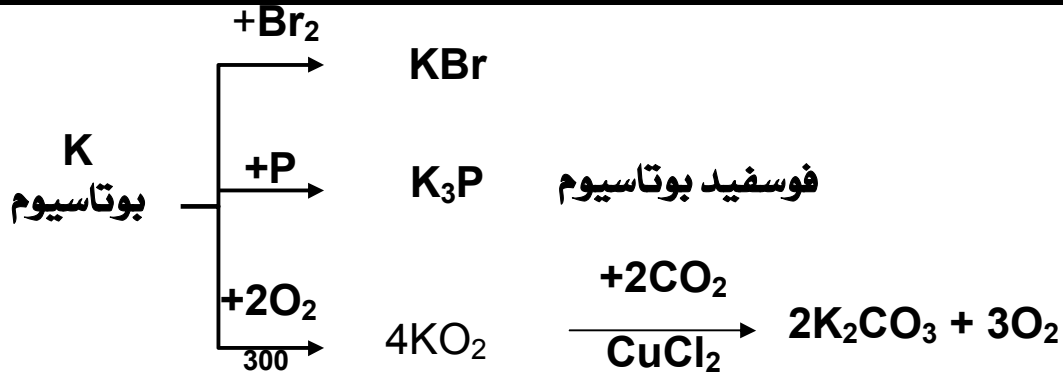 +Br₂
KBr
K
بوتاسيوم
+P
K₃P فوسفيد بوتاسيوم
+2O₂
300
4KO₂
+2CO₂
CuCl₂
2K₂CO₃ + 3O₂